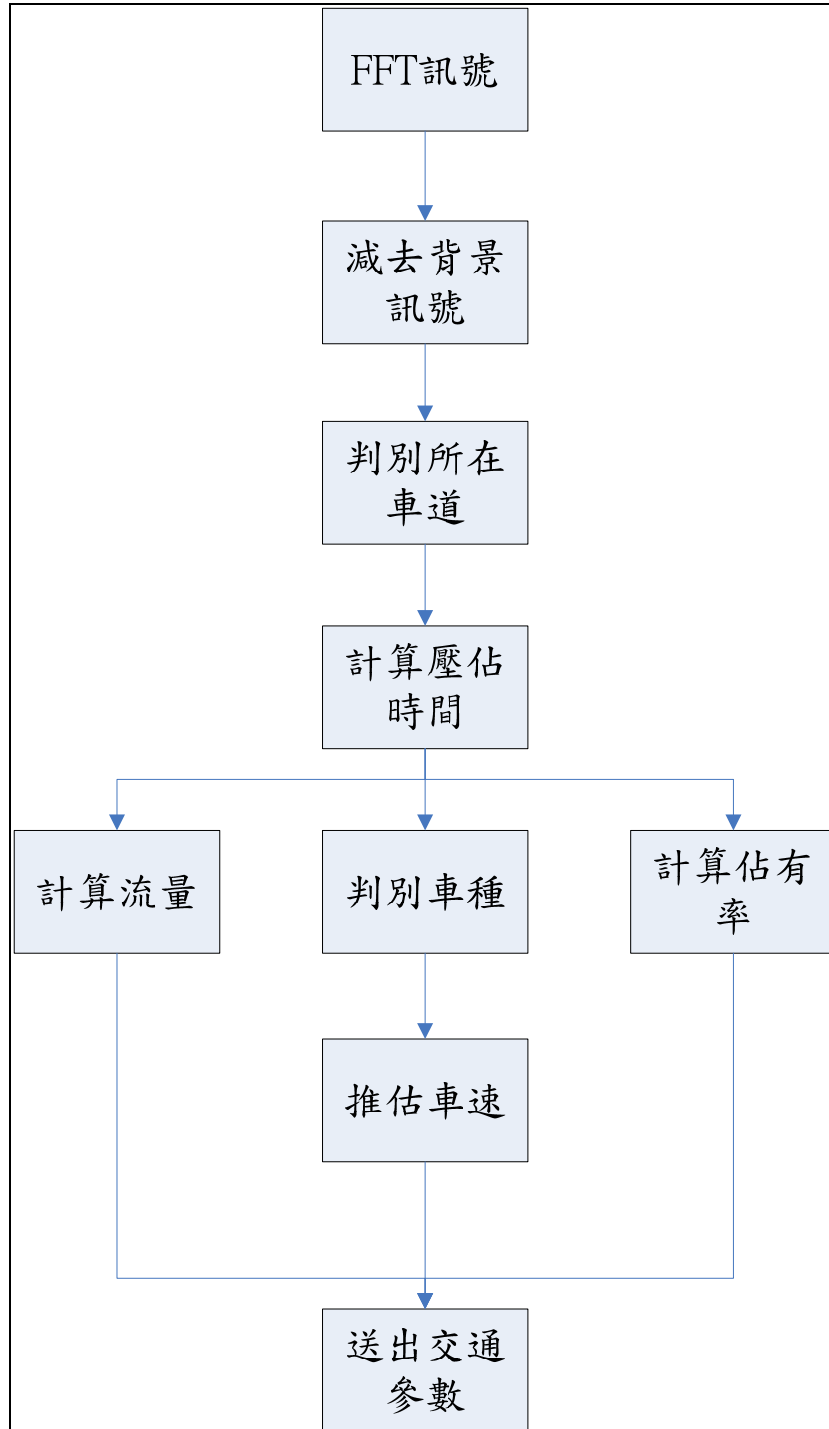 FFT訊號
減去背景
訊號
判別所在
車道
計算壓佔
時間
計算流量
判別車種
計算佔有
率
推估車速
送出交通
參數